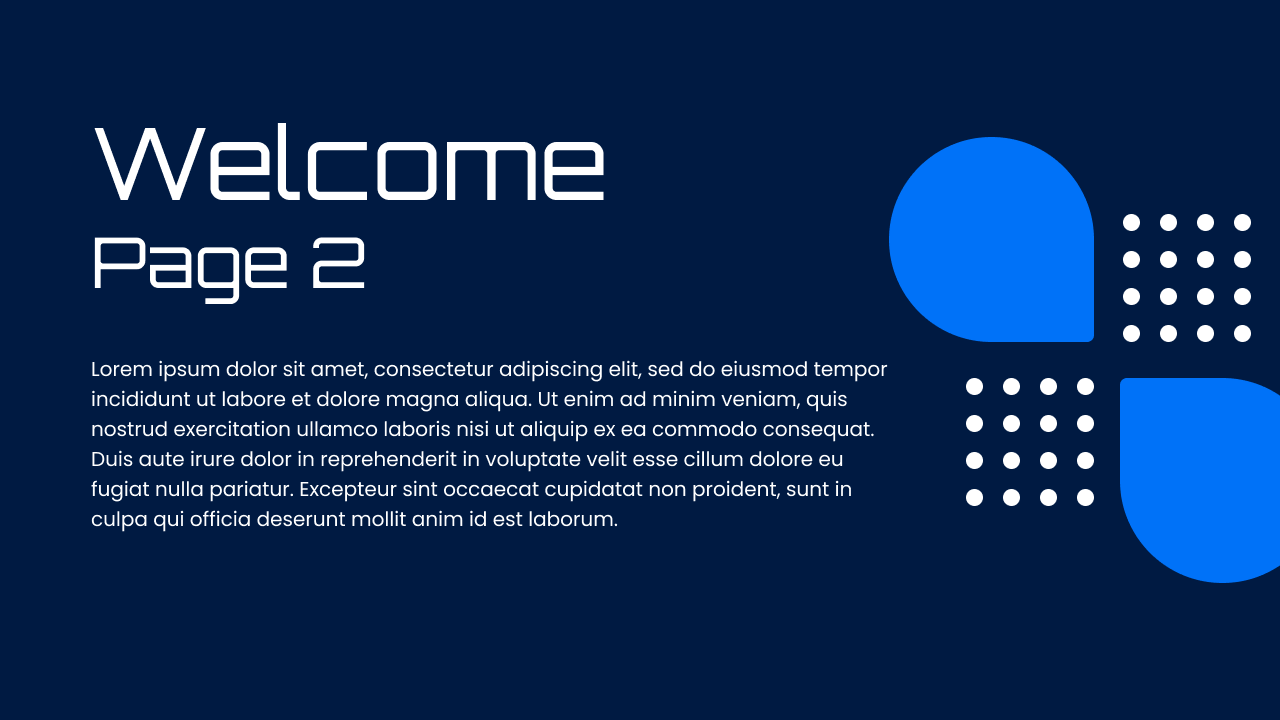 Welcome
Page 2
Lorem ipsum dolor sit amet, consectetur adipiscing elit, sed do eiusmod tempor
incididunt ut labore et dolore magna aliqua. Ut enim ad minim veniam, quis
nostrud exercitation ullamco laboris nisi ut aliquip ex ea commodo consequat.
Duis aute irure dolor in reprehenderit in voluptate velit esse cillum dolore eu
fugiat nulla pariatur. Excepteur sint occaecat cupidatat non proident, sunt in
culpa qui officia deserunt mollit anim id est laborum.